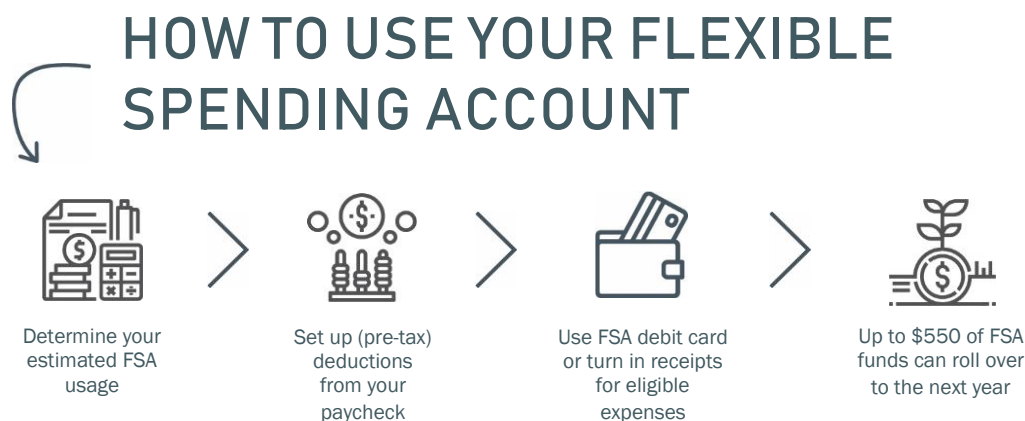 HOW TO USE YOUR FLEXIBLE
SPENDING ACCOUNT
Determine your
estimated FSA
usage
Set up (pre-tax)
deductions
from your
paycheck
Use FSA debit card
or turn in receipts
for eligible
expenses
Up to $550 of FSA
funds can roll over
to the next year